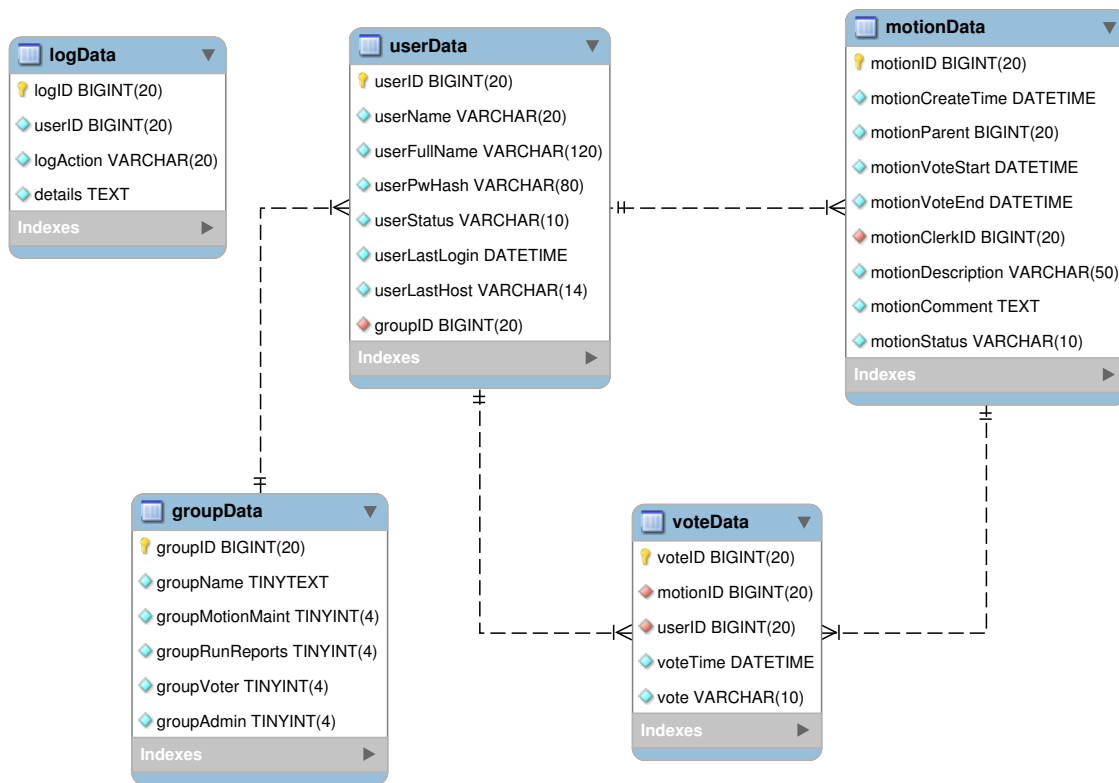 logData
logID BIGINT(20)
userID BIGINT(20)
logAction VARCHAR(20)
details TEXT
Indexes
userData
userID BIGINT(20)
userName VARCHAR(20)
userFullName VARCHAR(120)
userPwHash VARCHAR(80)
userStatus VARCHAR(10)
userLastLogin DATETIME
userLastHost VARCHAR(14)
groupID BIGINT(20)
Indexes
motionData
motionID BIGINT(20)
motionCreateTime DATETIME
motionParent BIGINT(20)
motionVoteStart DATETIME
motionVoteEnd DATETIME
motionClerkID BIGINT(20)
motionDescription VARCHAR(50)
motionComment TEXT
motionStatus VARCHAR(10)
Indexes
groupData
groupID BIGINT(20)
groupName TINYTEXT
groupMotionMaint TINYINT(4)
groupRunReports TINYINT(4)
groupVoter TINYINT(4)
groupAdmin TINYINT(4)
Indexes
voteData
voteID BIGINT(20)
motionID BIGINT(20)
userID BIGINT(20)
voteTime DATETIME
vote VARCHAR(10)
Indexes